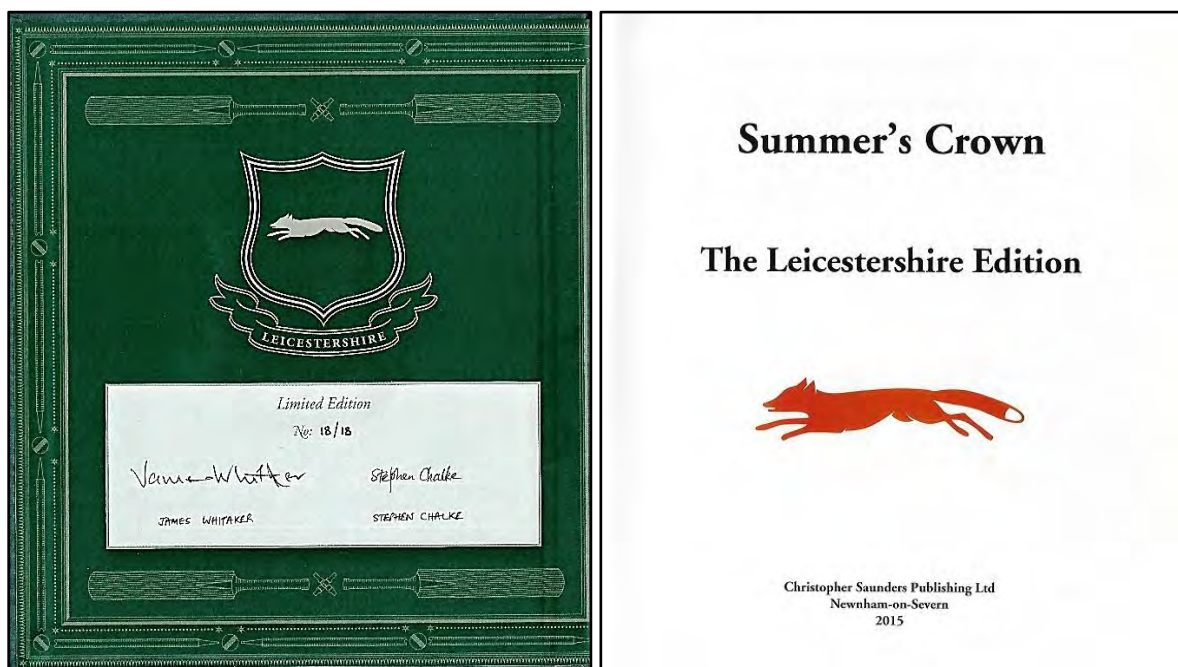 LEICESTERSHIRE
Limited Edition
No: 18/18
James Whitaker Stephen Chalke
JAMES WHITAKER STEPHEN CHALKE
Summer's Crown
The Leicestershire Edition
Christopher Saunders Publishing Ltd
Newnham-on-Severn
2015